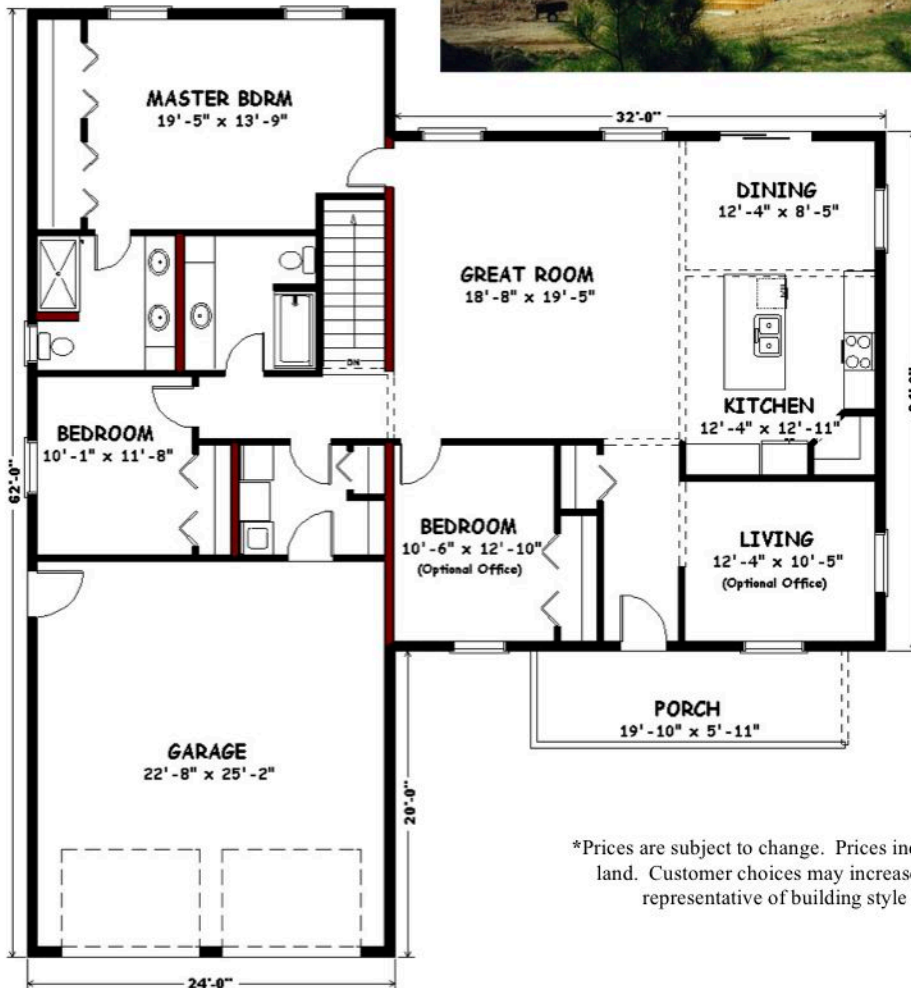 MASTER BDRM
19'-5" x 13'-9"
32'-0"
DINING
12'-4" x 8'-5"
GREAT ROOM
18'-8" x 19'-5"
DN
KITCHEN
12'-4" x 12'-11"
BEDROOM
10'-1" x 11'-8"
62'-0"
BEDROOM
10'-6" x 12'-10"
(Optional Office)
LIVING
12'-4" x 10'-5"
(Optional Office)
PORCH
19'-10" x 5'-11"
GARAGE
22'-8" x 25'-2"
20'-0"
24'-0"
*Prices are subject to change. Prices
land. Customer choices may
representative of building style